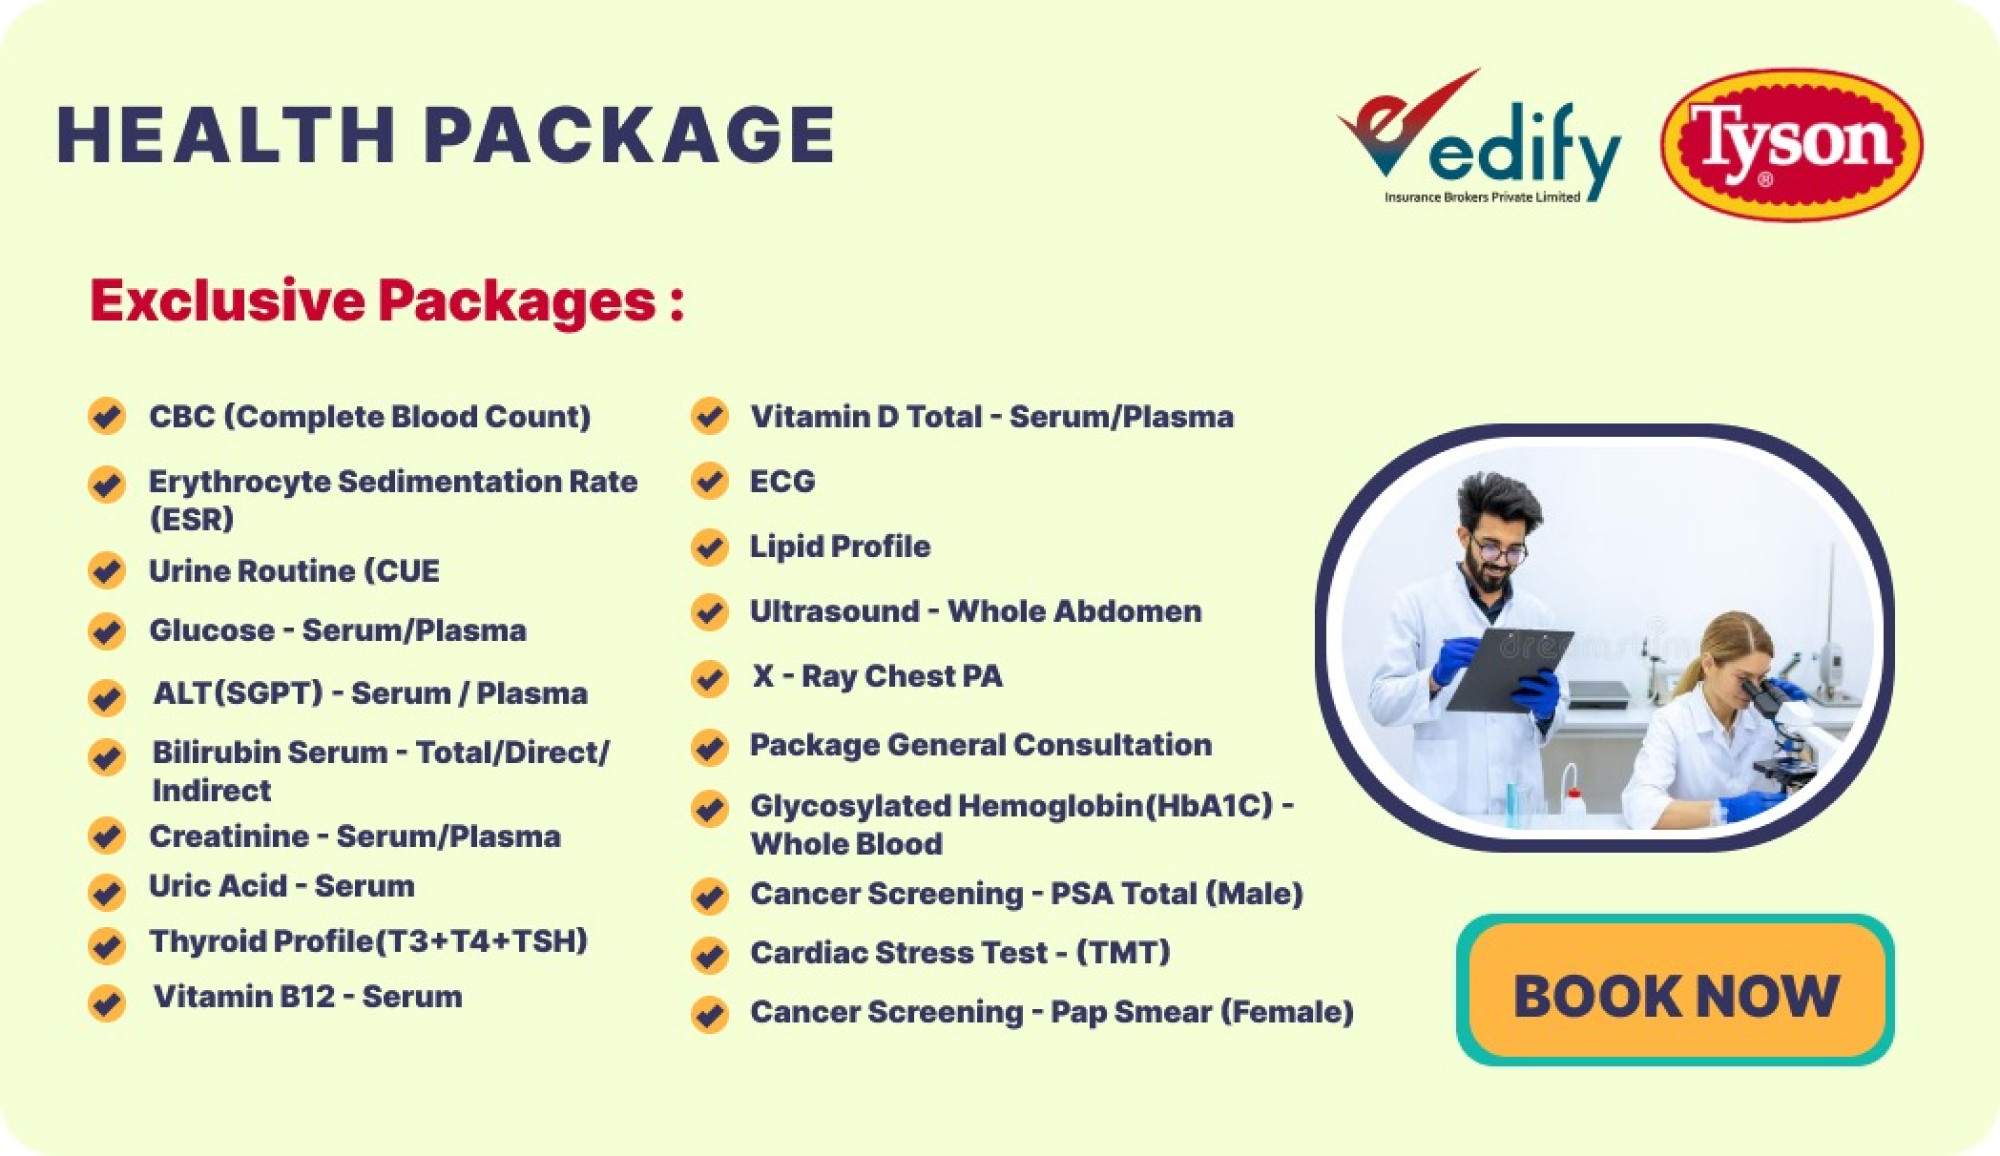 HEALTH PACKAGE
edify
Insurance Brokers Private Limited
Tyson
®
Exclusive Packages :
CBC (Complete Blood Count)
Erythrocyte Sedimentation Rate
(ESR)
Urine Routine (CUE
Glucose - Serum/Plasma
ALT(SGPT) - Serum / Plasma
Bilirubin Serum - Total/Direct/
Indirect
Creatinine - Serum/Plasma
Uric Acid - Serum
Thyroid Profile(T3+T4+TSH)
Vitamin B12 - Serum
Vitamin D Total - Serum/Plasma
ECG
Lipid Profile
Ultrasound - Whole Abdomen
X - Ray Chest PA
Package General Consultation
Glycosylated Hemoglobin(HbA1C) -
Whole Blood
Cancer Screening - PSA Total (Male)
Cardiac Stress Test - (TMT)
Cancer Screening - Pap Smear (Female)
dreamstime
BOOK NOW